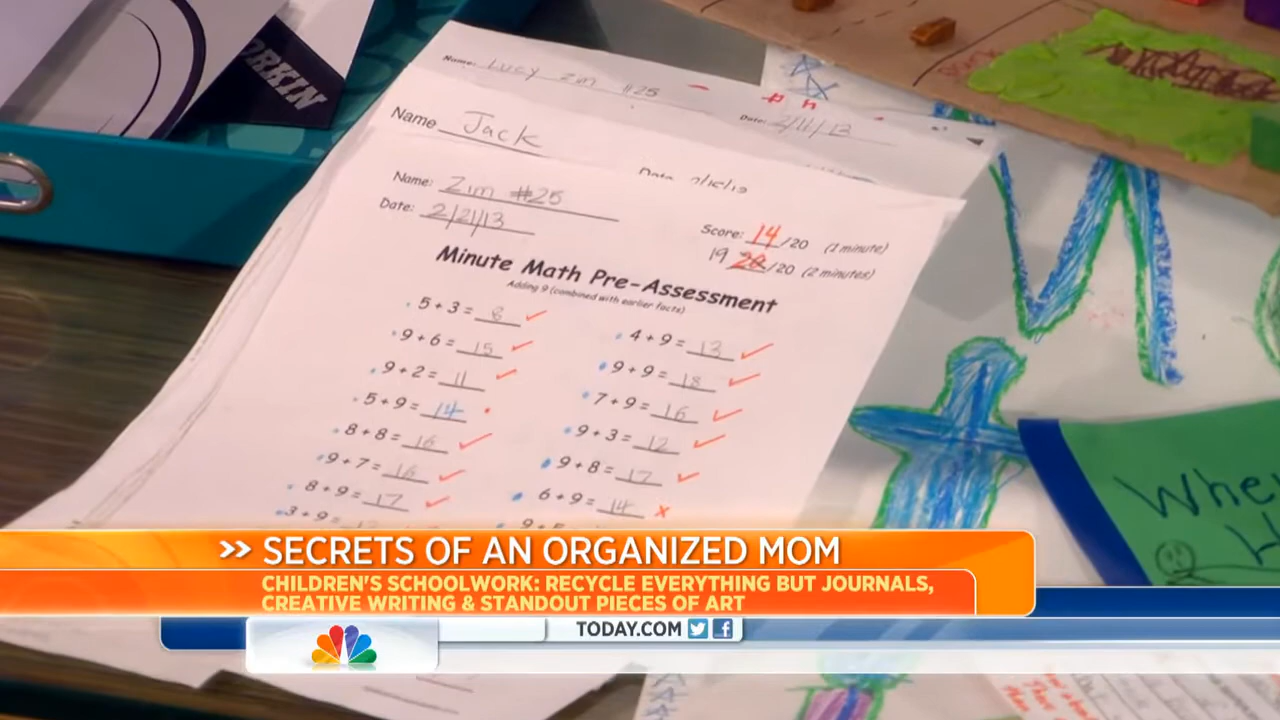 ORKIN
Name: Lucy Zim #25
Date: 2/11/13
Name Jack
Name: Zim #25
Date: 2/21/13
Score: 14/20 (1 minute)
19 20/20 (2 minutes)
Minute Math Pre-Assessment
Adding 9 (combined with earlier facts)
5 + 3 = 8
9 + 6 = 15
9 + 2 = 11
5 + 9 = 14
8 + 8 = 16
9 + 7 = 16
8 + 9 = 17
3 + 9 =
4 + 9 = 13
9 + 9 = 18
7 + 9 = 16
9 + 3 = 12
9 + 8 = 17
6 + 9 = 14
W
t
Whe
>> SECRETS OF AN ORGANIZED MOM
CHILDREN'S SCHOOLWORK: RECYCLE EVERYTHING BUT JOURNALS,
CREATIVE WRITING & STANDOUT PIECES OF ART
TODAY.COM